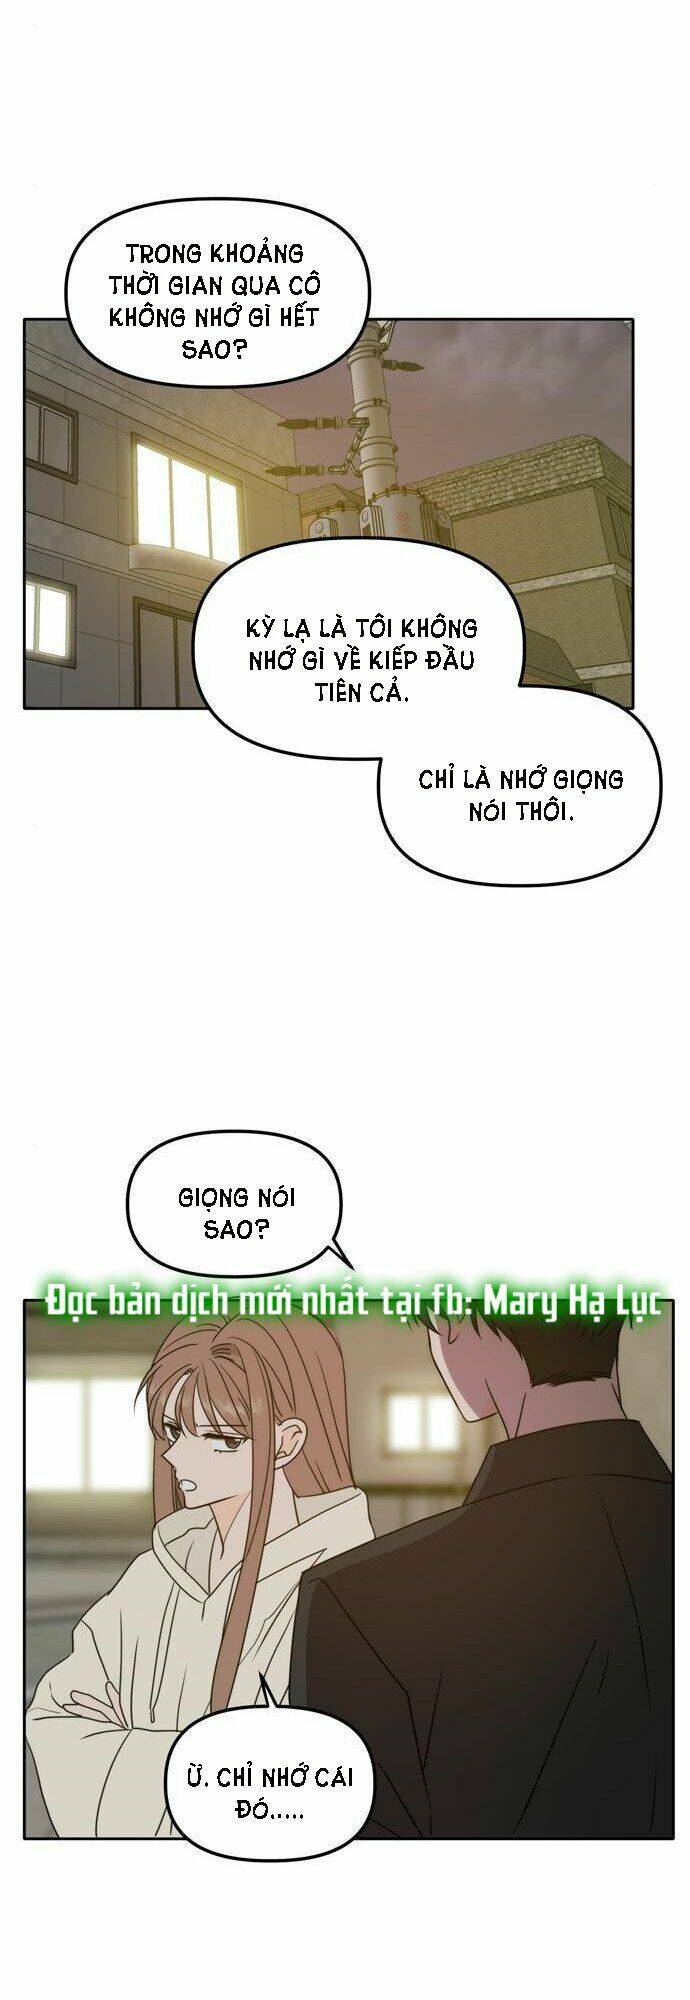 TRONG KHOẢNG
THỜI GIAN QUA CÔ
KHÔNG NHỚ GÌ HẾT
SAO?
KỲ LẠ LÀ TÔI KHÔNG
NHỚ GÌ VỀ KIẾP ĐẦU
TIÊN CẢ.
CHỈ LÀ NHỚ GIỌNG
NÓI THÔI.
GIỌNG NÓI
SAO?
Đọc bản dịch mới nhất tại fb: Mary Hạ Lục
Ừ. CHỈ NHỚ CÁI
ĐÓ.....